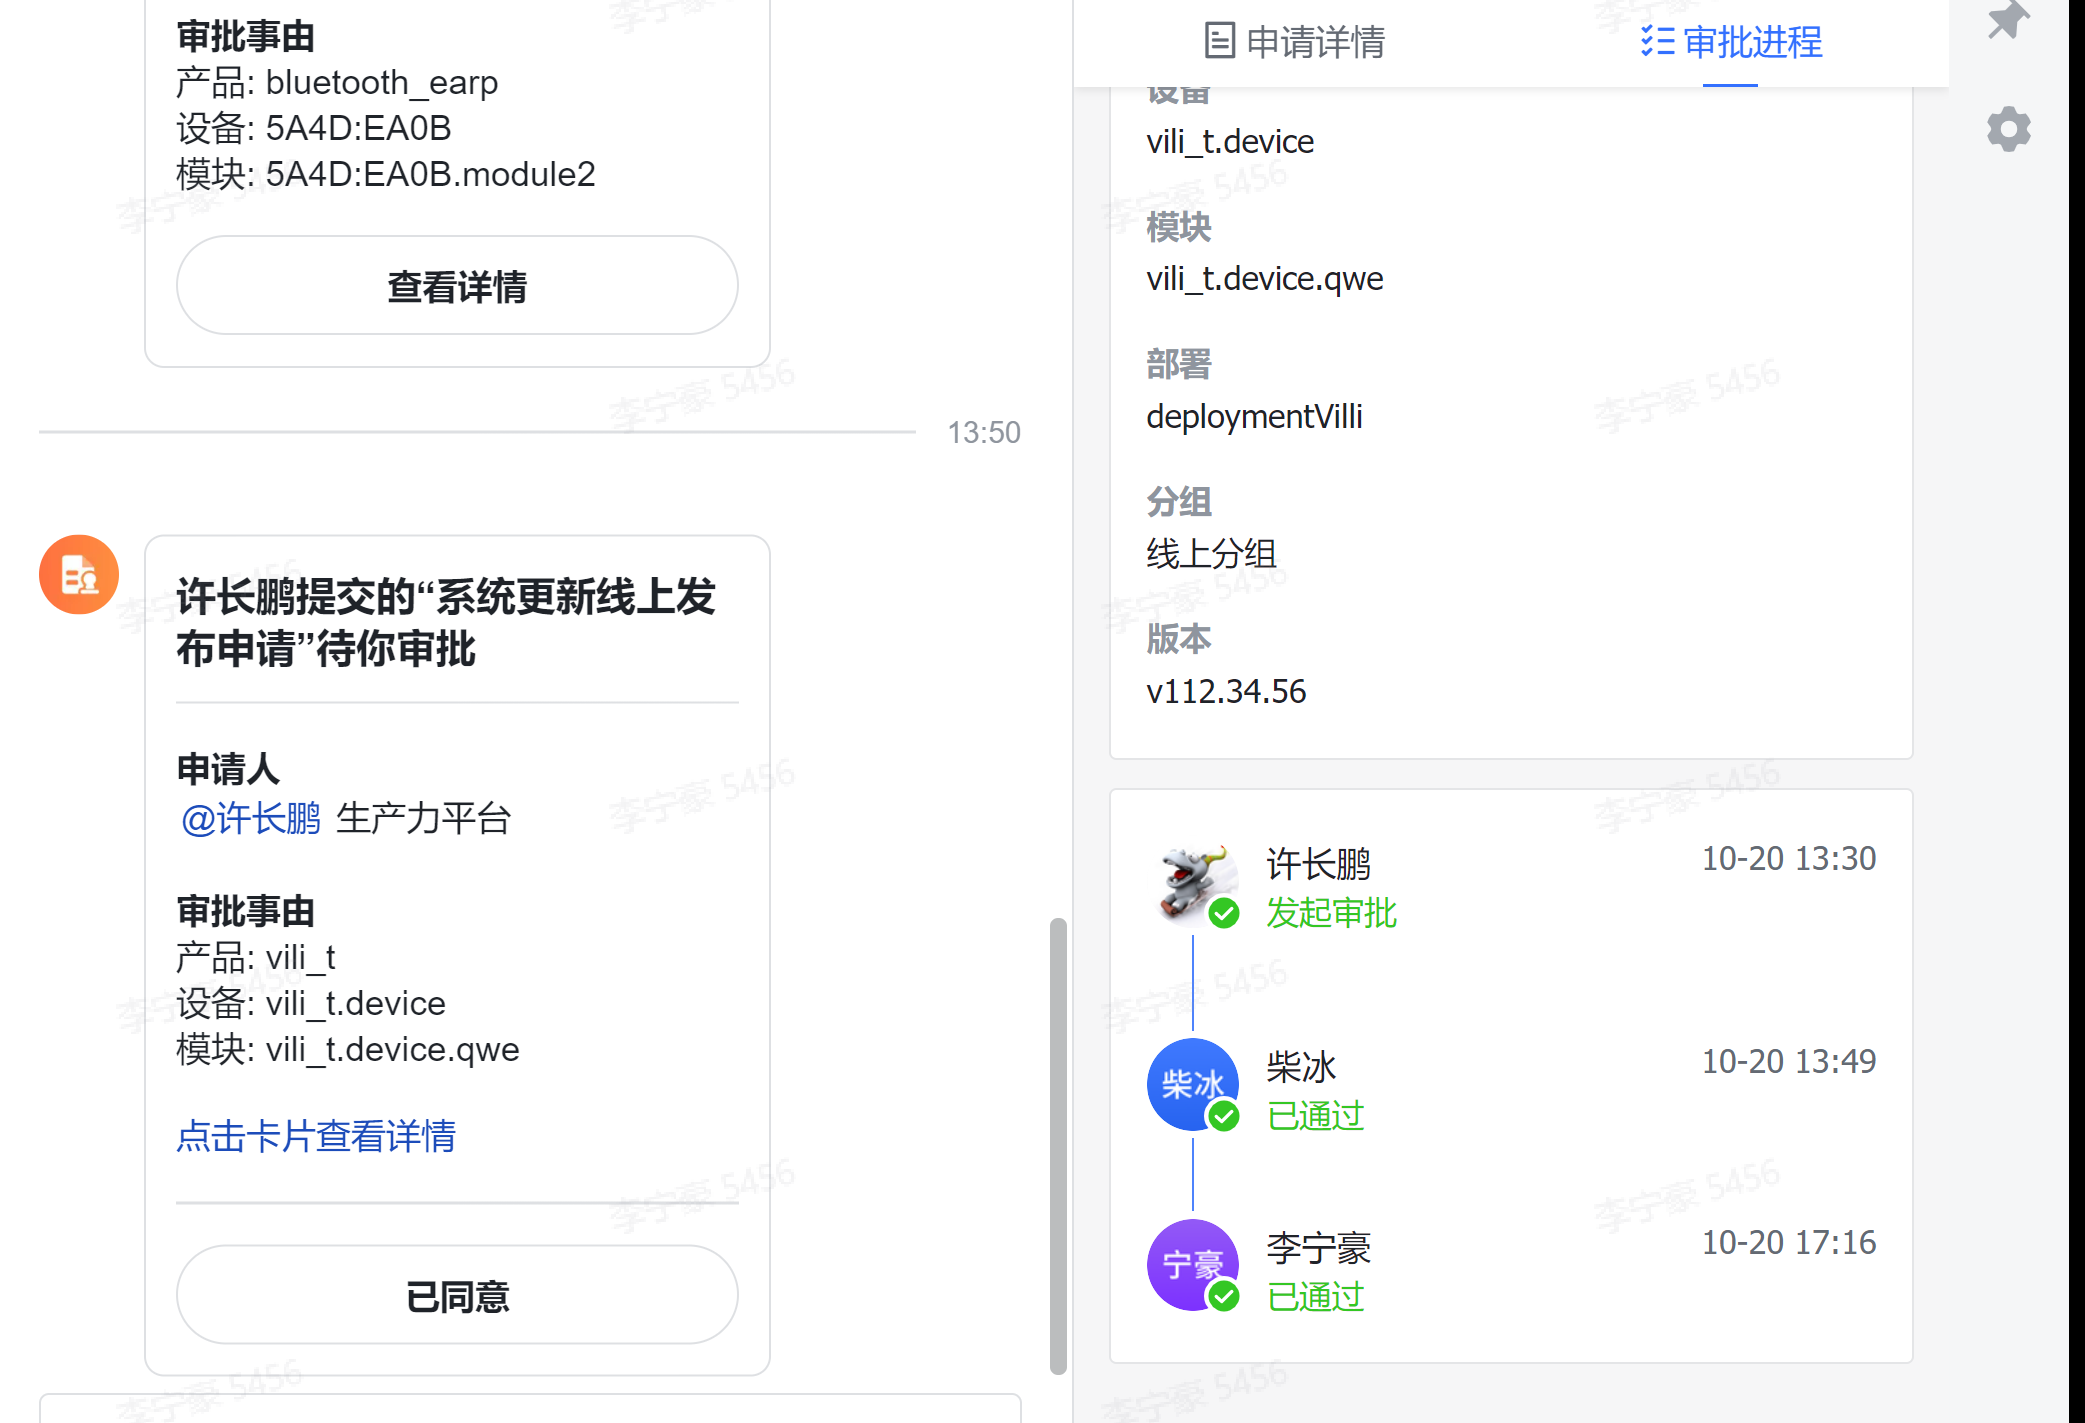 审批事由
产品: bluetooth_earp
设备: 5A4D:EA0B
模块: 5A4D:EA0B.module2
查看详情
13:50
许长鹏提交的“系统更新线上发
布申请”待你审批
申请人
@许长鹏 生产力平台
审批事由
产品: vili_t
设备: vili_t.device
模块: vili_t.device.qwe
点击卡片查看详情
已同意
申请详情
审批进程
设备
vili_t.device
模块
vili_t.device.qwe
部署
deploymentVilli
分组
线上分组
版本
v112.34.56
许长鹏
10-20 13:30
发起审批
柴冰
柴冰
10-20 13:49
已通过
宁豪
李宁豪
10-20 17:16
已通过
李宁豪 5456